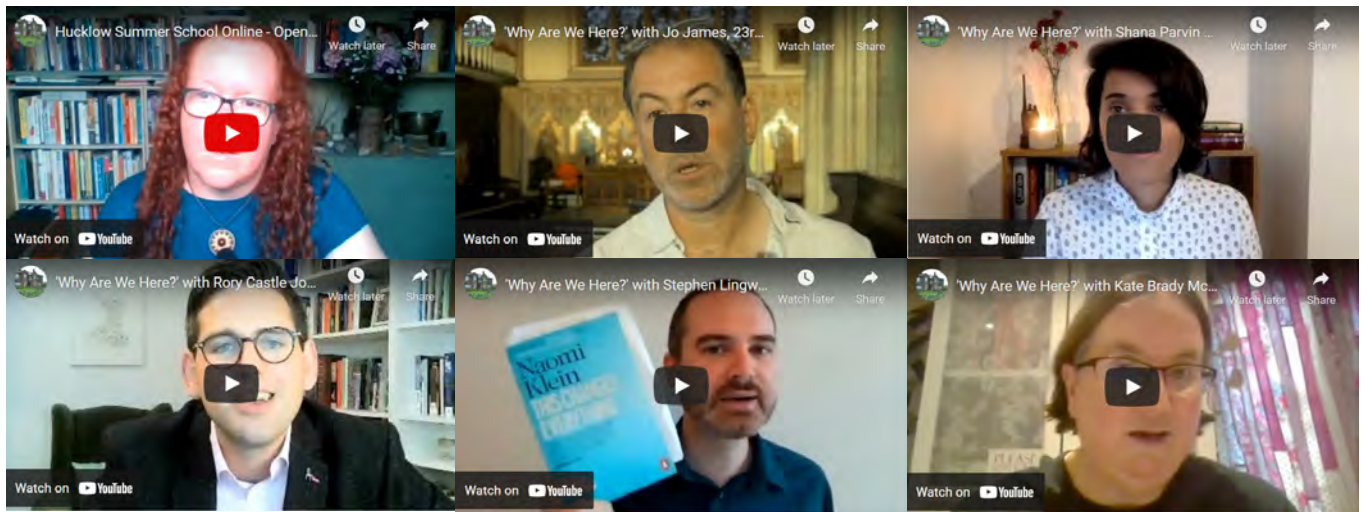 Hucklow Summer School Online - Open...
Watch later
Share
Watch on YouTube
'Why Are We Here?' with Jo James, 23r...
Watch later
Share
Watch on YouTube
'Why Are We Here?' with Shana Parvin ...
Watch later
Share
Watch on YouTube
'Why Are We Here?' with Rory Castle Jo...
Watch later
Share
Watch on YouTube
'Why Are We Here?' with Stephen Lingw...
Watch later
Share
Naomi
Klein
THIS CHANGES
EVERYTHING
Watch on YouTube
'Why Are We Here?' with Kate Brady Mc...
Watch later
Share
PLEASE
Watch on YouTube